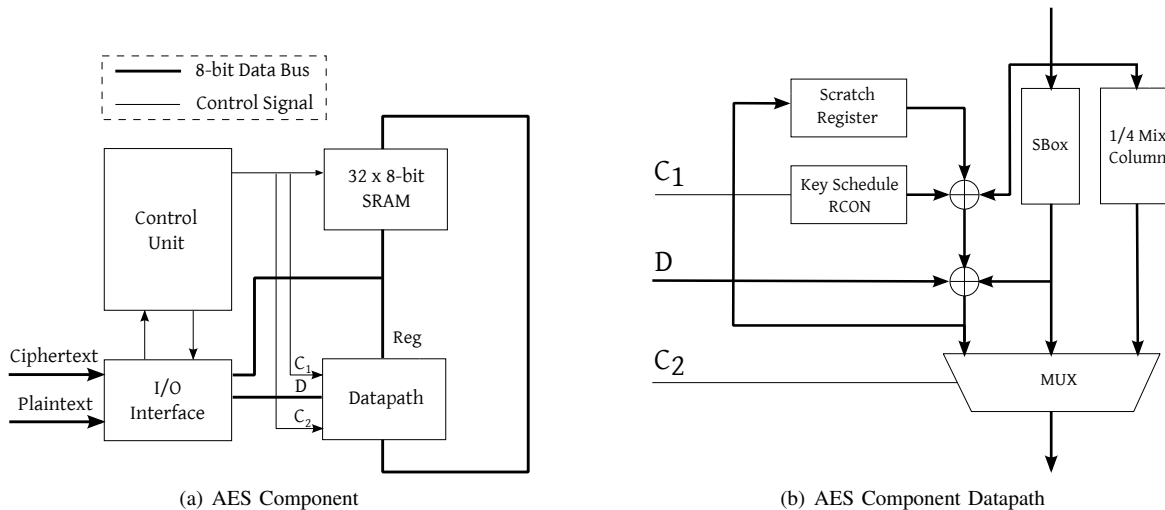 8-bit Data Bus
Control Signal
Control
Unit
32 x 8-bit
SRAM
Reg
Ciphertext
Plaintext
I/O
Interface
C1
D
C2
Datapath
(a) AES Component
Scratch
Register
SBox
1/4 Mix
Column
C1
Key Schedule
RCON
D
C2
MUX
(b) AES Component Datapath